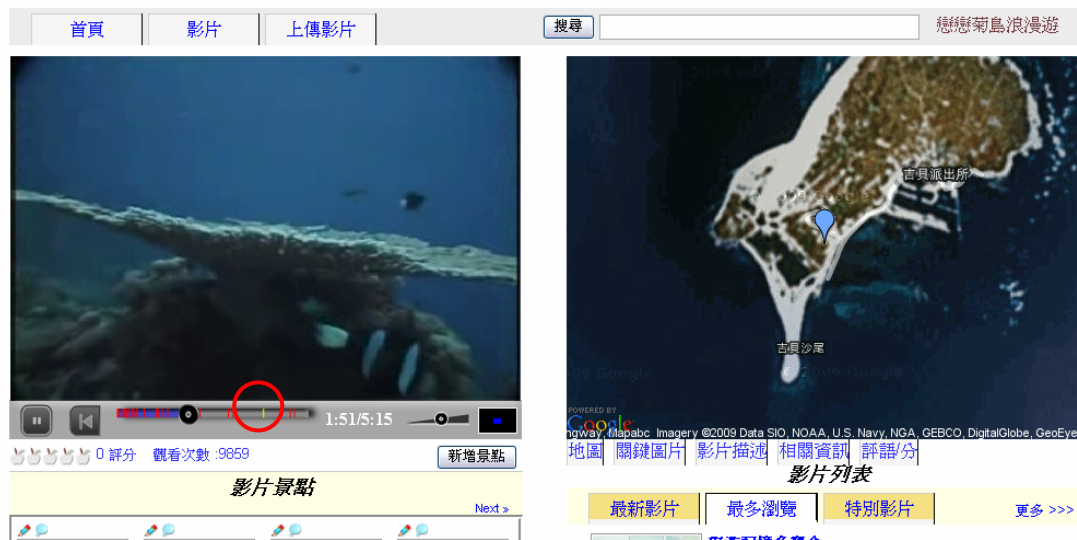 首頁 影片 上傳影片 搜尋 戀戀菊島浪漫遊
吉貝派出所
吉貝沙尾
1:51/5:15
POWERED BY
Google
ngway, Mapabc Imagery ©2009 Data SIO, NOAA, U.S. Navy, NGA, GEBCO, DigitalGlobe, GeoEye
0 評分 觀看次數 :9859 新增景點
地圖 關鍵圖片 影片描述 相關資訊 評語/分
影片景點
影片列表
Next »
最新影片 最多瀏覽 特別影片 更多 >>>